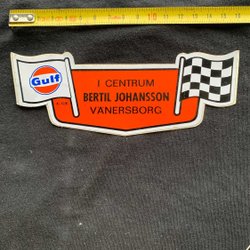 Gulf
I CENTRUM
BERTIL JOHANSSON
VÄNERSBORG